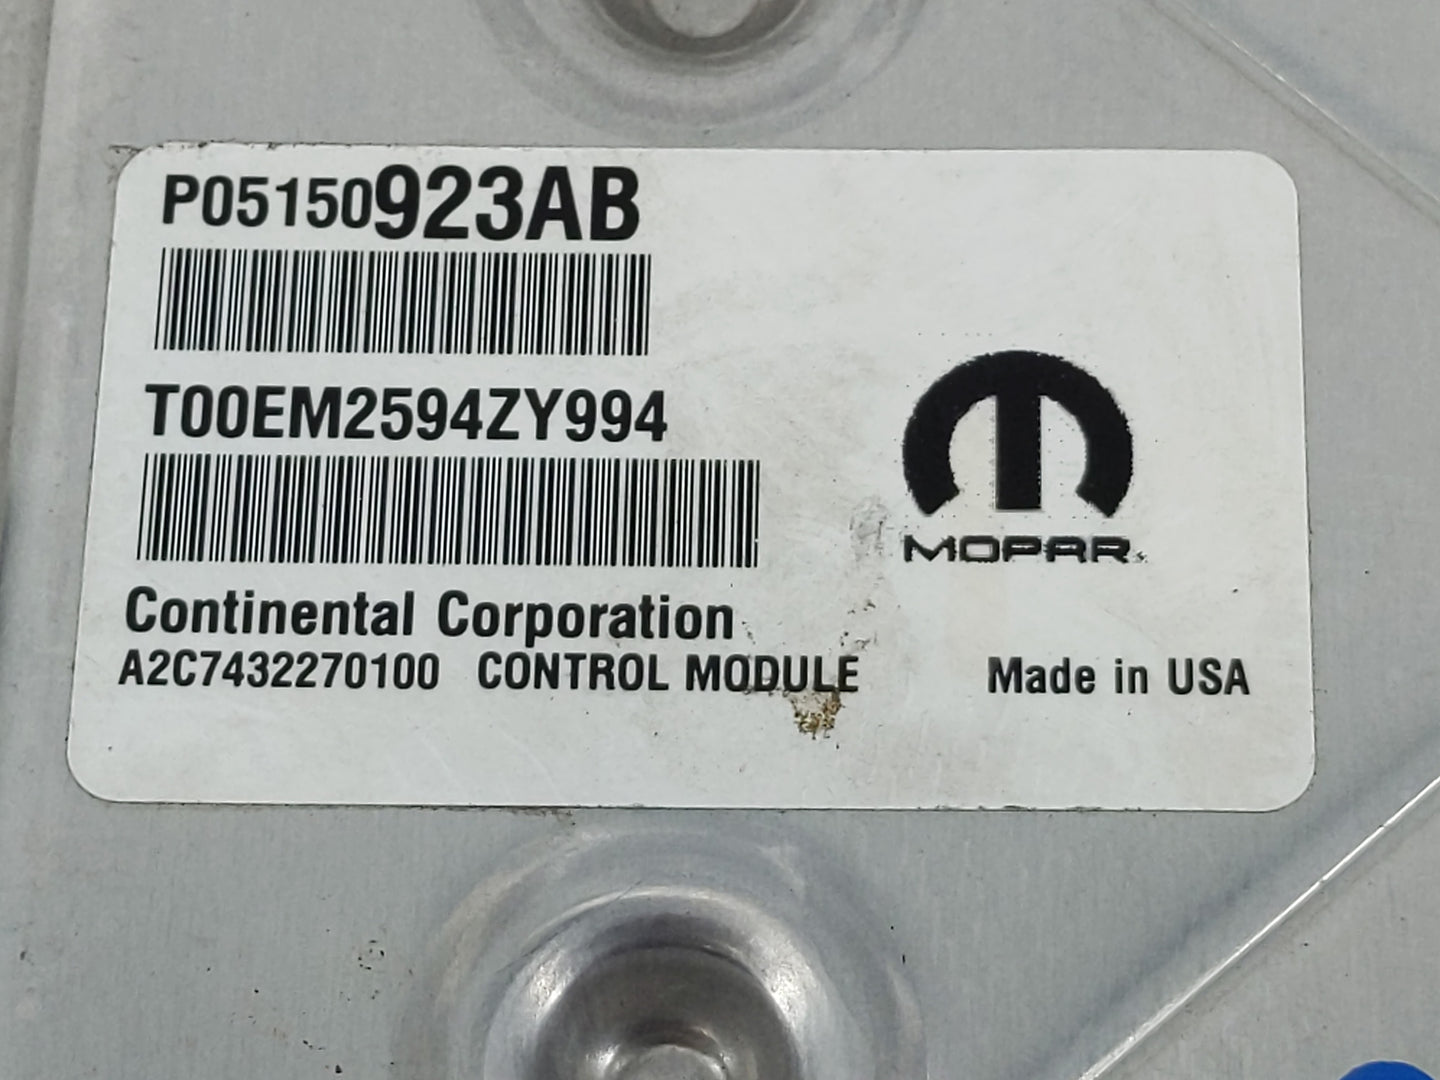 P05150923AB
T00EM2594ZY994
MOPAR
Continental Corporation
A2C7432270100 CONTROL MODULE Made in USA